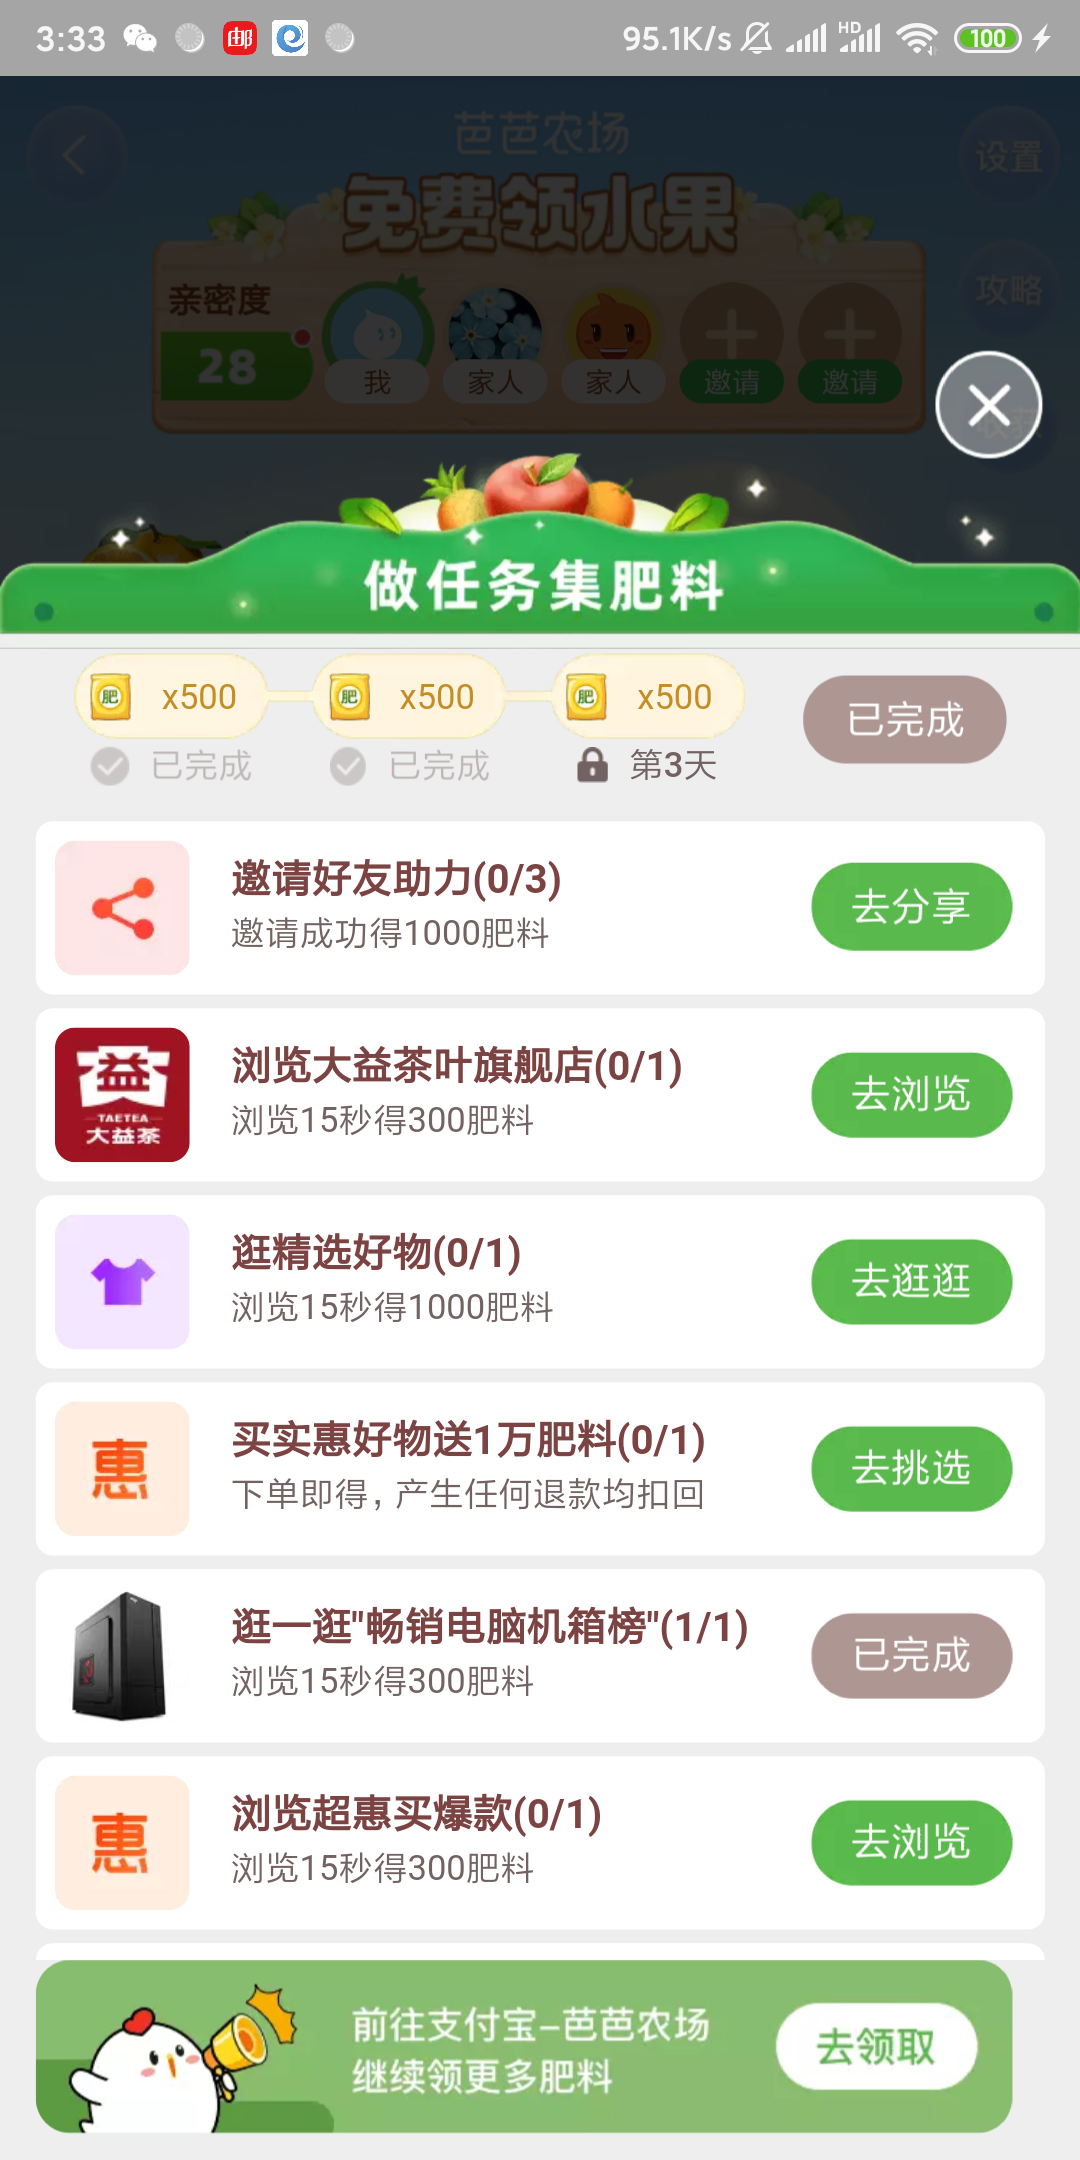 3:33
95.1K/s
HD
100
芭芭农场
设置
免费领水果
攻略
亲密度
28
我
家人
家人
邀请
邀请
做任务集肥料
肥 x500
肥 x500
肥 x500
已完成
已完成
已完成
第3天
邀请好友助力(0/3)
邀请成功得1000肥料
去分享
益
TAETEA
大益茶
浏览大益茶叶旗舰店(0/1)
浏览15秒得300肥料
去浏览
逛精选好物(0/1)
浏览15秒得1000肥料
去逛逛
惠
买实惠好物送1万肥料(0/1)
下单即得，产生任何退款均扣回
去挑选
逛一逛"畅销电脑机箱榜"(1/1)
浏览15秒得300肥料
已完成
惠
浏览超惠买爆款(0/1)
浏览15秒得300肥料
去浏览
前往支付宝–芭芭农场
继续领更多肥料
去领取